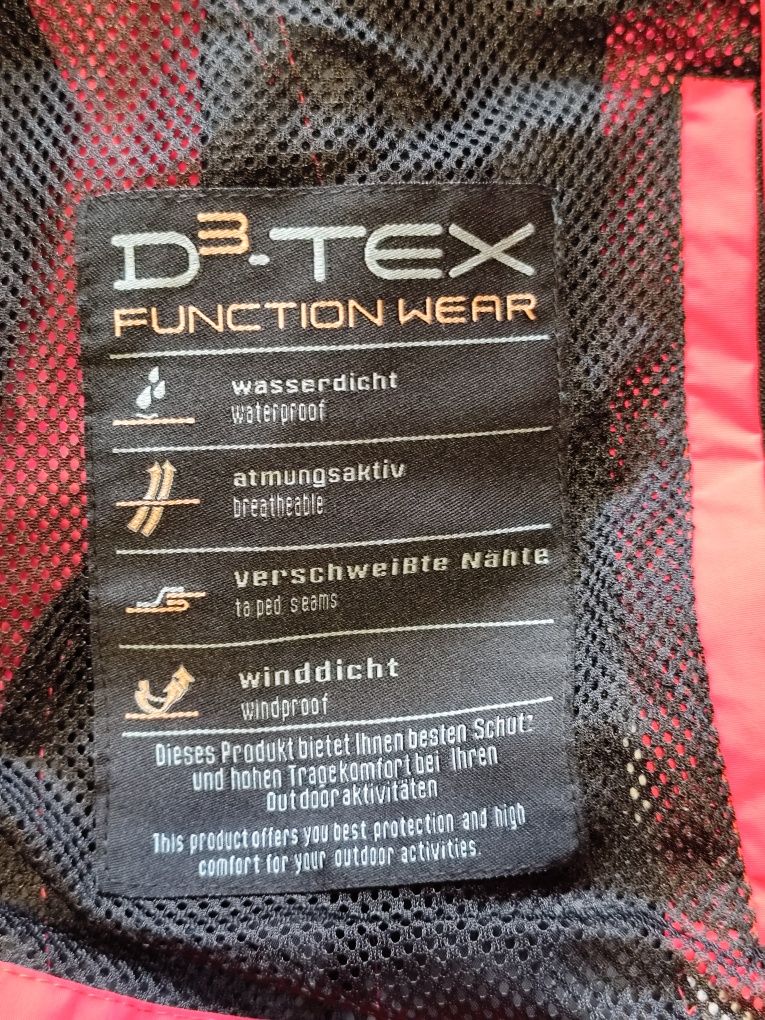 D³-TEX
FUNCTION WEAR
wasserdicht
waterproof
atmungsaktiv
breatheable
verschweißte Nähte
taped seams
winddicht
windproof
Dieses Produkt bietet Ihnen besten Schutz
und hohen Tragekomfort bei Ihren
Outdooraktivitäten
This product offers you best protection and high
comfort for your outdoor activities.